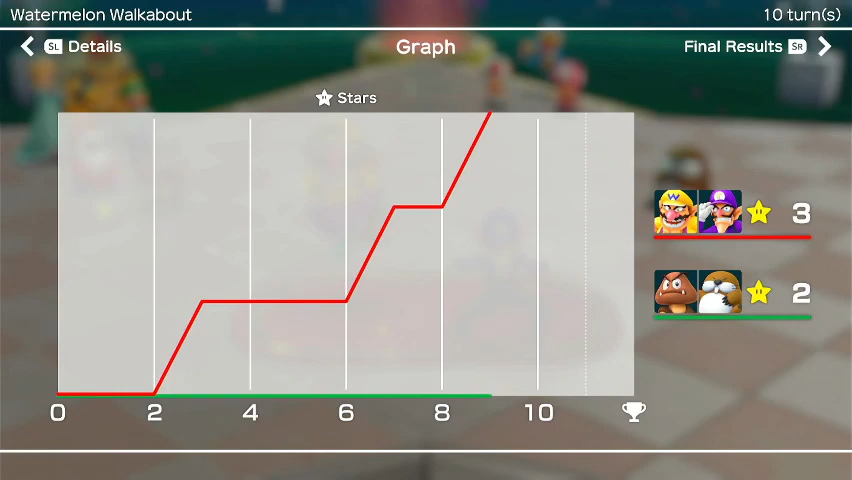 Watermelon Walkabout
10 turn(s)
SL Details
Graph
Final Results SR
Stars
3
2
0 2 4 6 8 10